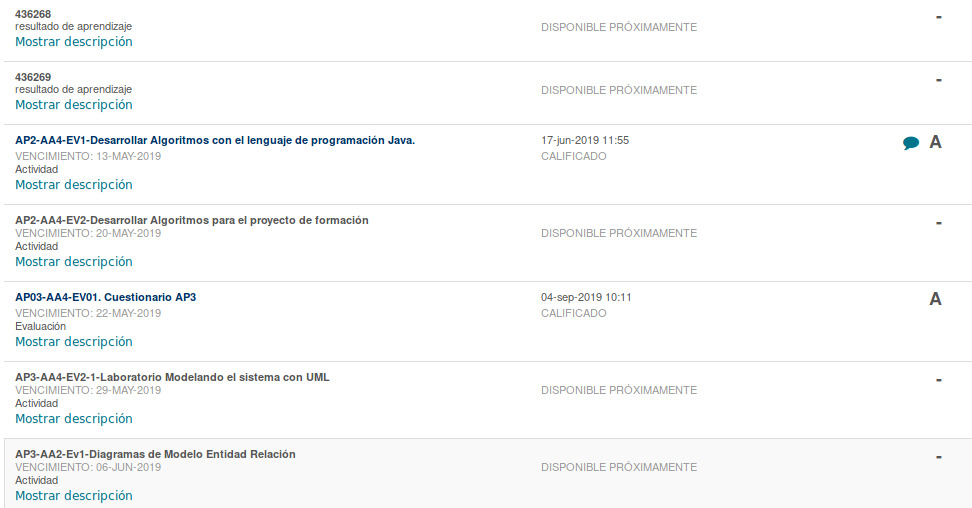 436268
resultado de aprendizaje
DISPONIBLE PRÓXIMAMENTE
-
Mostrar descripción
436269
resultado de aprendizaje
DISPONIBLE PRÓXIMAMENTE
-
Mostrar descripción
AP2-AA4-EV1-Desarrollar Algoritmos con el lenguaje de programación Java.
17-jun-2019 11:55
A
VENCIMIENTO: 13-MAY-2019
CALIFICADO
Actividad
Mostrar descripción
AP2-AA4-EV2-Desarrollar Algoritmos para el proyecto de formación
-
VENCIMIENTO: 20-MAY-2019
DISPONIBLE PRÓXIMAMENTE
Actividad
Mostrar descripción
AP03-AA4-EV01. Cuestionario AP3
04-sep-2019 10:11
A
VENCIMIENTO: 22-MAY-2019
CALIFICADO
Evaluación
Mostrar descripción
AP3-AA4-EV2-1-Laboratorio Modelando el sistema con UML
-
VENCIMIENTO: 29-MAY-2019
DISPONIBLE PRÓXIMAMENTE
Actividad
Mostrar descripción
AP3-AA2-Ev1-Diagramas de Modelo Entidad Relación
-
VENCIMIENTO: 06-JUN-2019
DISPONIBLE PRÓXIMAMENTE
Actividad
Mostrar descripción